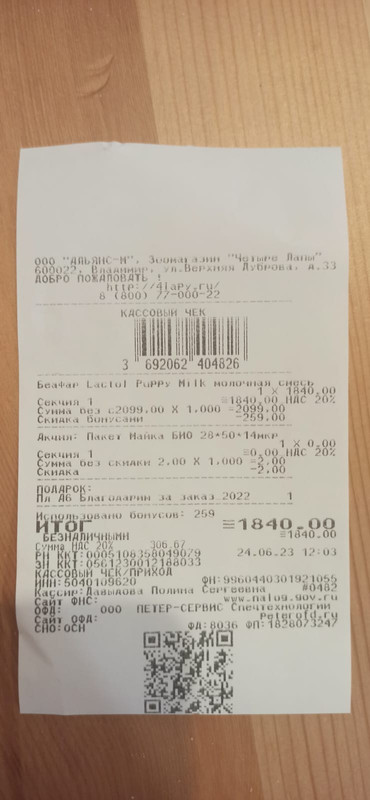 ООО "АЛЬЯНС-М". Зоомагазин "Четыре Лапы"
600022, Владимир, ул.Верхняя Дуброва, д.33
ДОБРО ПОЖАЛОВАТЬ !
http://4lapy.ru/
8 (800) 77-000-22
КАССОВЫЙ ЧЕК
3 692062 404826
Беафар Lactol Puppy Milk молочная смесь
1 X 1840.00
Секция 1 ≡1840.00 НДС 20%
Сумма без с2099.00 X 1.000 =2099.00
Скидка бонусами -259.00
Акция: Пакет Майка БИО 28*50*14мкр
1 X 0.00
Секция 1 ≡0.00 НДС 20%
Сумма без скидки 2.00 X 1.000 =2.00
Скидка -2.00
ПОДАРОК:
Пл А6 Благодарим за заказ 2022 1
Использовано бонусов: 259
ИТОГ ≡1840.00
БЕЗНАЛИЧНЫМИ ≡1840.00
Сумма НДС 20% 306.67
РН ККТ:0005108358049079 24.06.23 12:03
ЗН ККТ:0561230012188033
КАССОВЫЙ ЧЕК/ПРИХОД
ИНН:5040109620 ФН:9960440301921055
Кассир:Давыдова Полина Сергеевна #0482
Сайт ФНС: www.nalog.gov.ru
ОФД: ООО ПЕТЕР-СЕРВИС Спецтехнологии
Сайт ОФД: Peterofd.ru
СНО:ОСН ФД:8036 ФП:1828073247